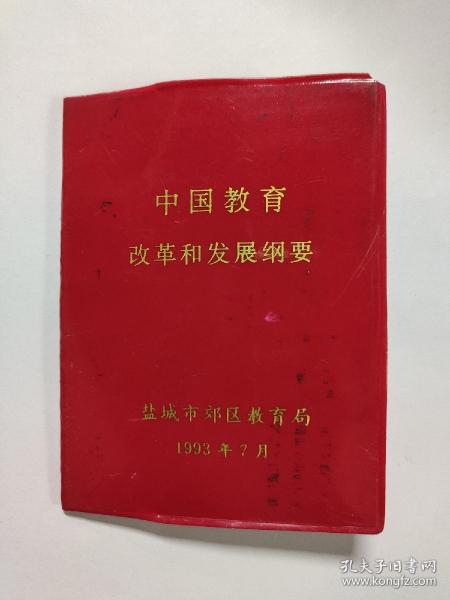 中国教育
改革和发展纲要
盐城市郊区教育局
1993年7月
孔夫子旧书网
www.kongfz.com